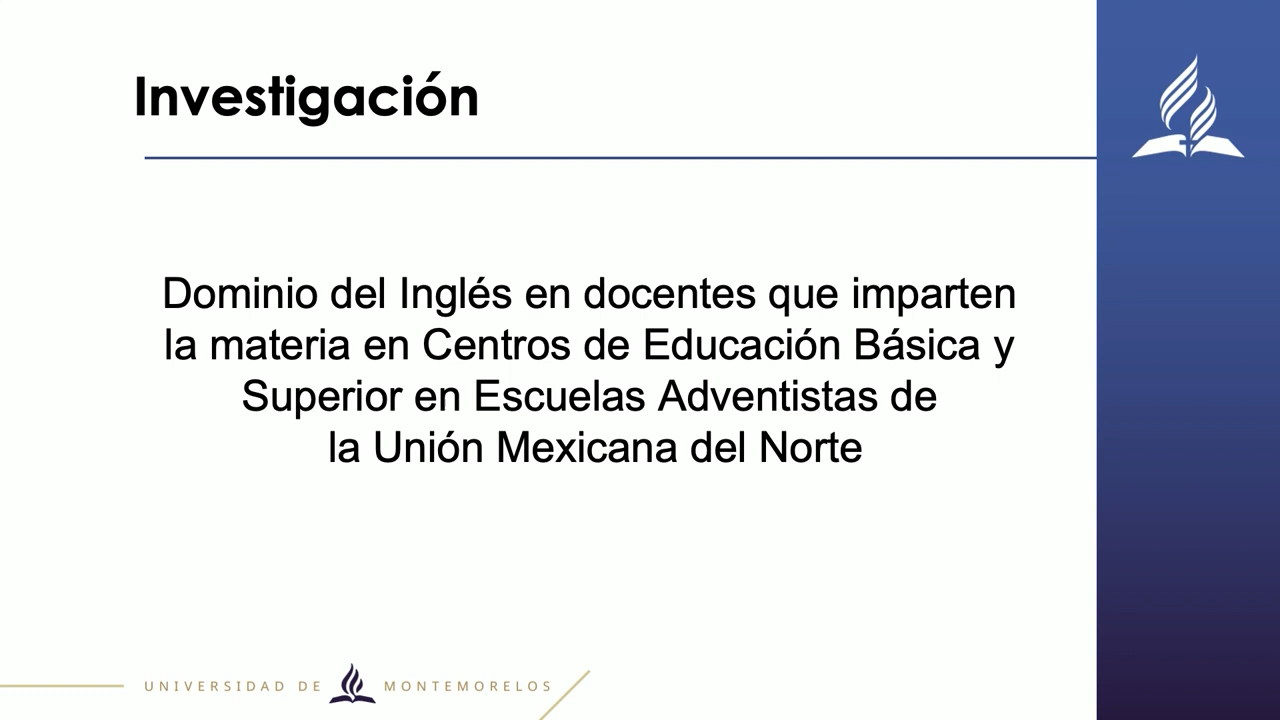 Investigación
Dominio del Inglés en docentes que imparten
la materia en Centros de Educación Básica y
Superior en Escuelas Adventistas de
la Unión Mexicana del Norte
UNIVERSIDAD DE MONTEMORELOS